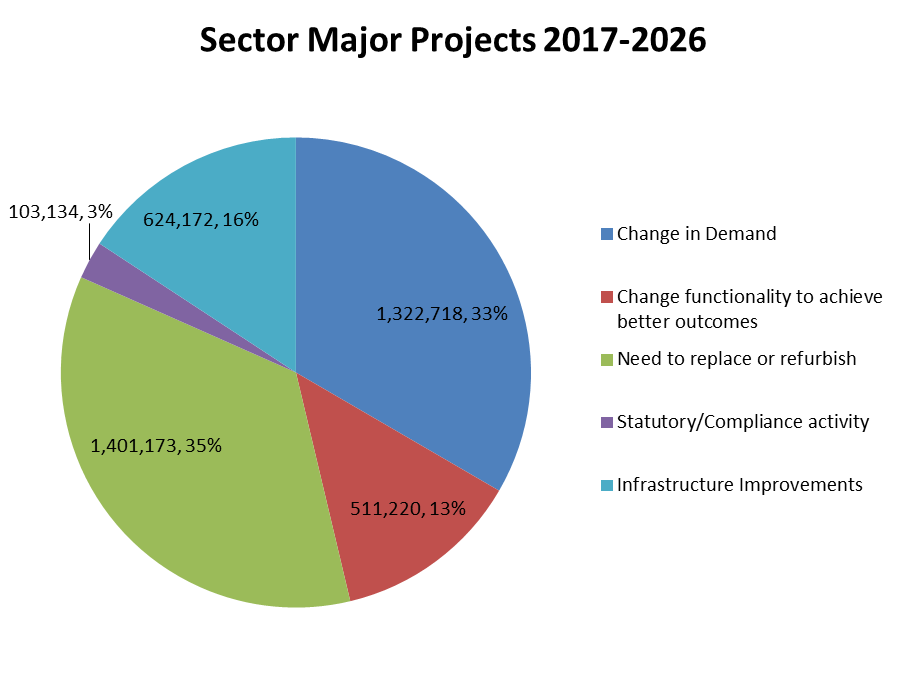 Sector Major Projects 2017-2026
103,134, 3%
624,172, 16%
1,322,718, 33%
1,401,173, 35%
511,220, 13%
Change in Demand
Change functionality to achieve
better outcomes
Need to replace or refurbish
Statutory/Compliance activity
Infrastructure Improvements